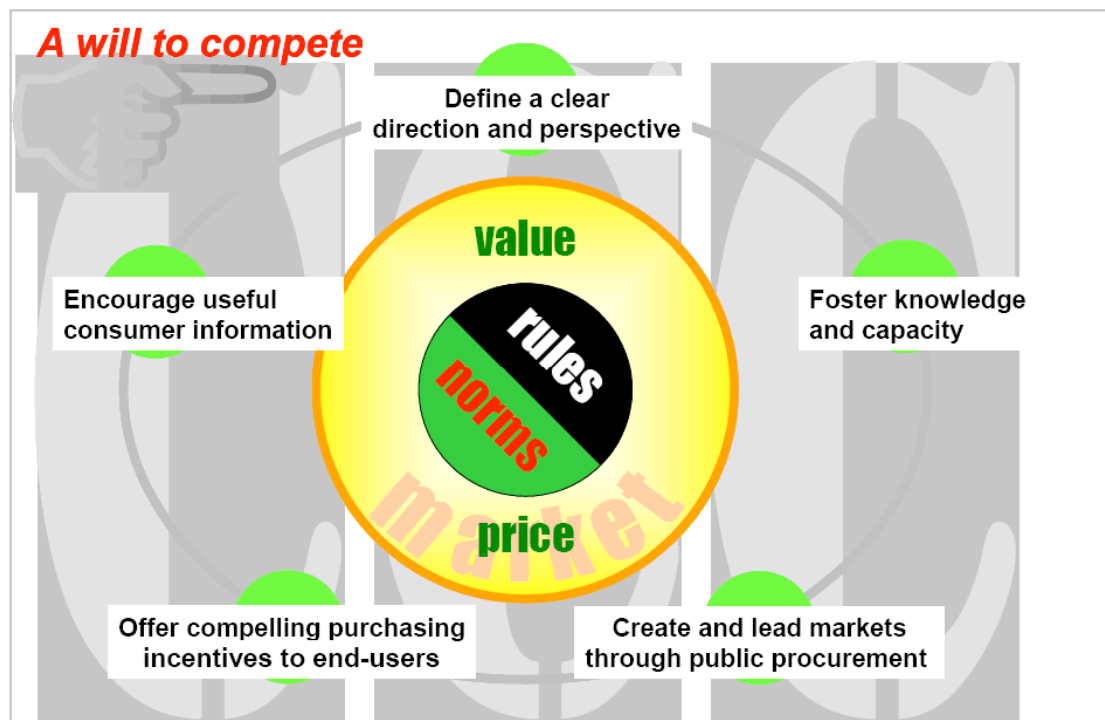 A will to compete
Define a clear
direction and perspective
value
Encourage useful
consumer information
Foster knowledge
and capacity
rules
norms
market
price
Offer compelling purchasing
incentives to end-users
Create and lead markets
through public procurement